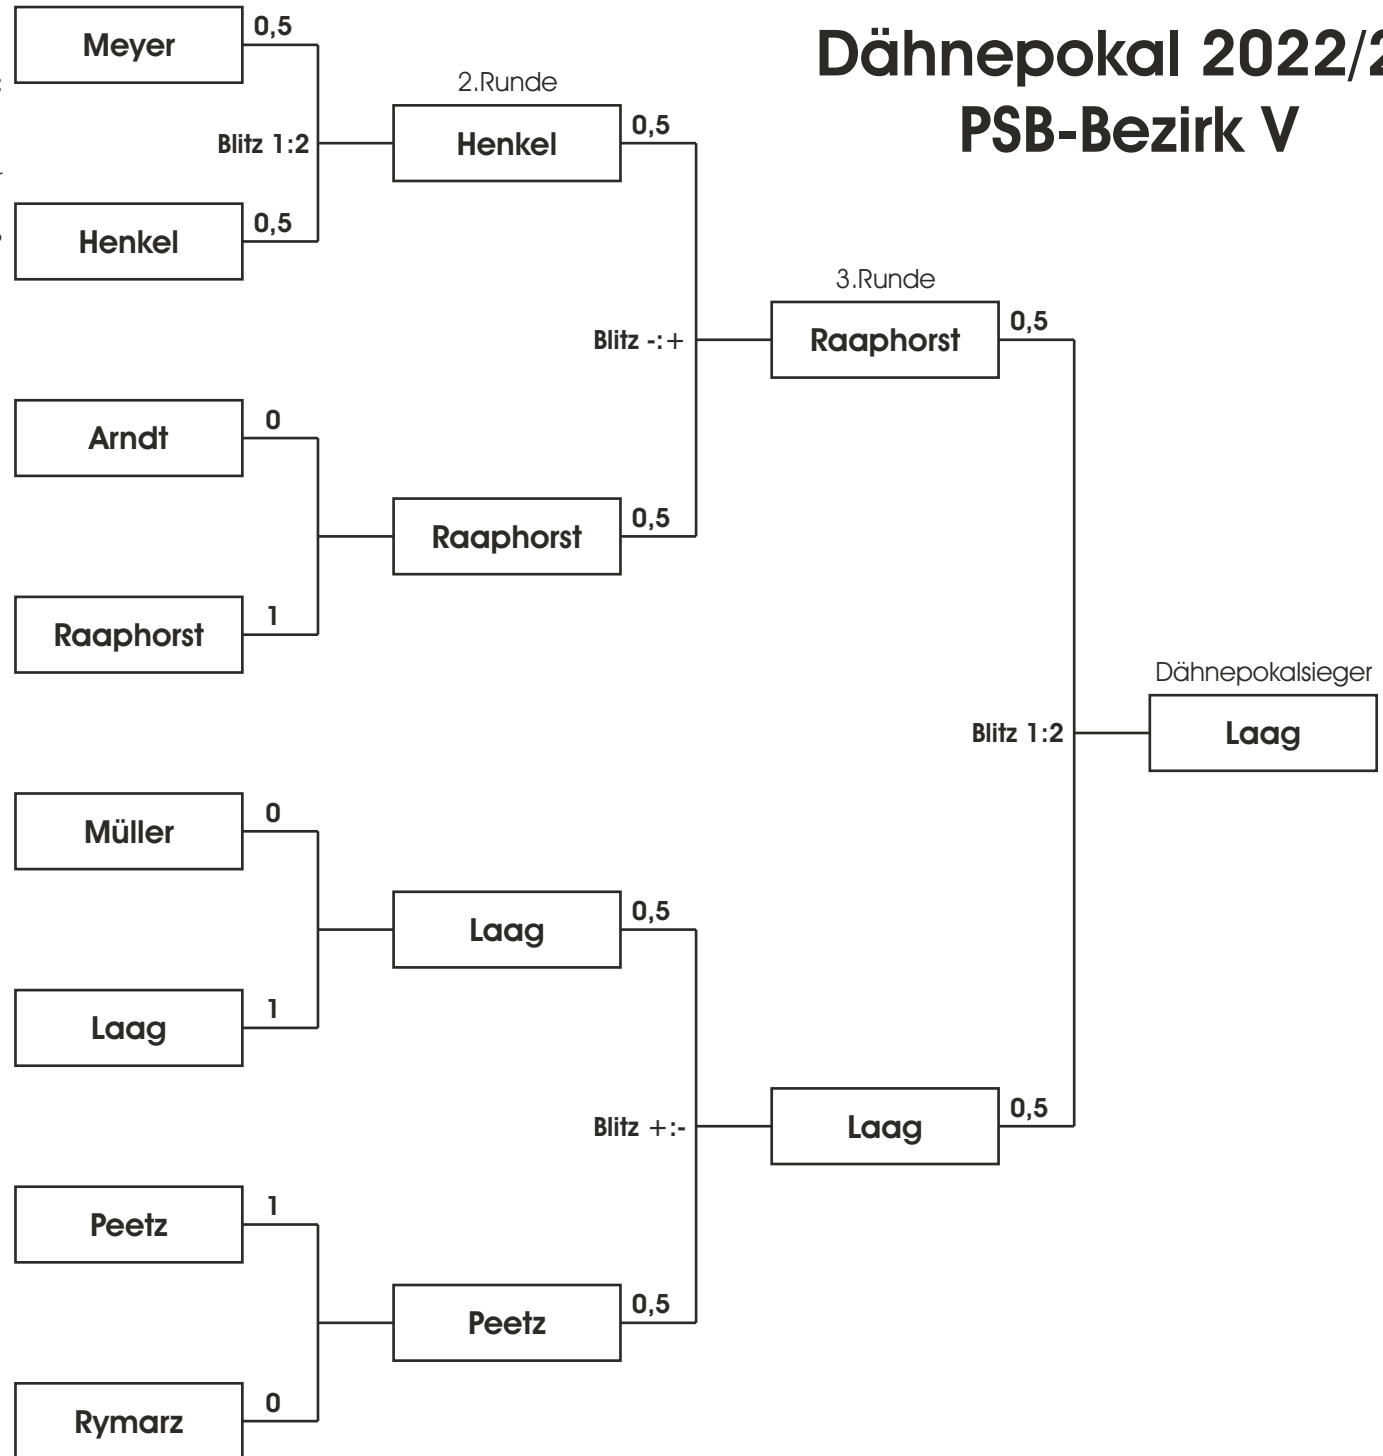 Dähnepokal 2022/2
PSB-Bezirk V
Meyer
0,5
Blitz 1:2
Henkel
0,5
Arndt
0
Raaphorst
1
Müller
0
Laag
1
Peetz
1
Rymarz
0
2.Runde
Henkel
0,5
Blitz -:+
Raaphorst
0,5
Laag
0,5
Blitz +:-
Peetz
0,5
3.Runde
Raaphorst
0,5
Blitz 1:2
Laag
0,5
Dähnepokalsieger
Laag